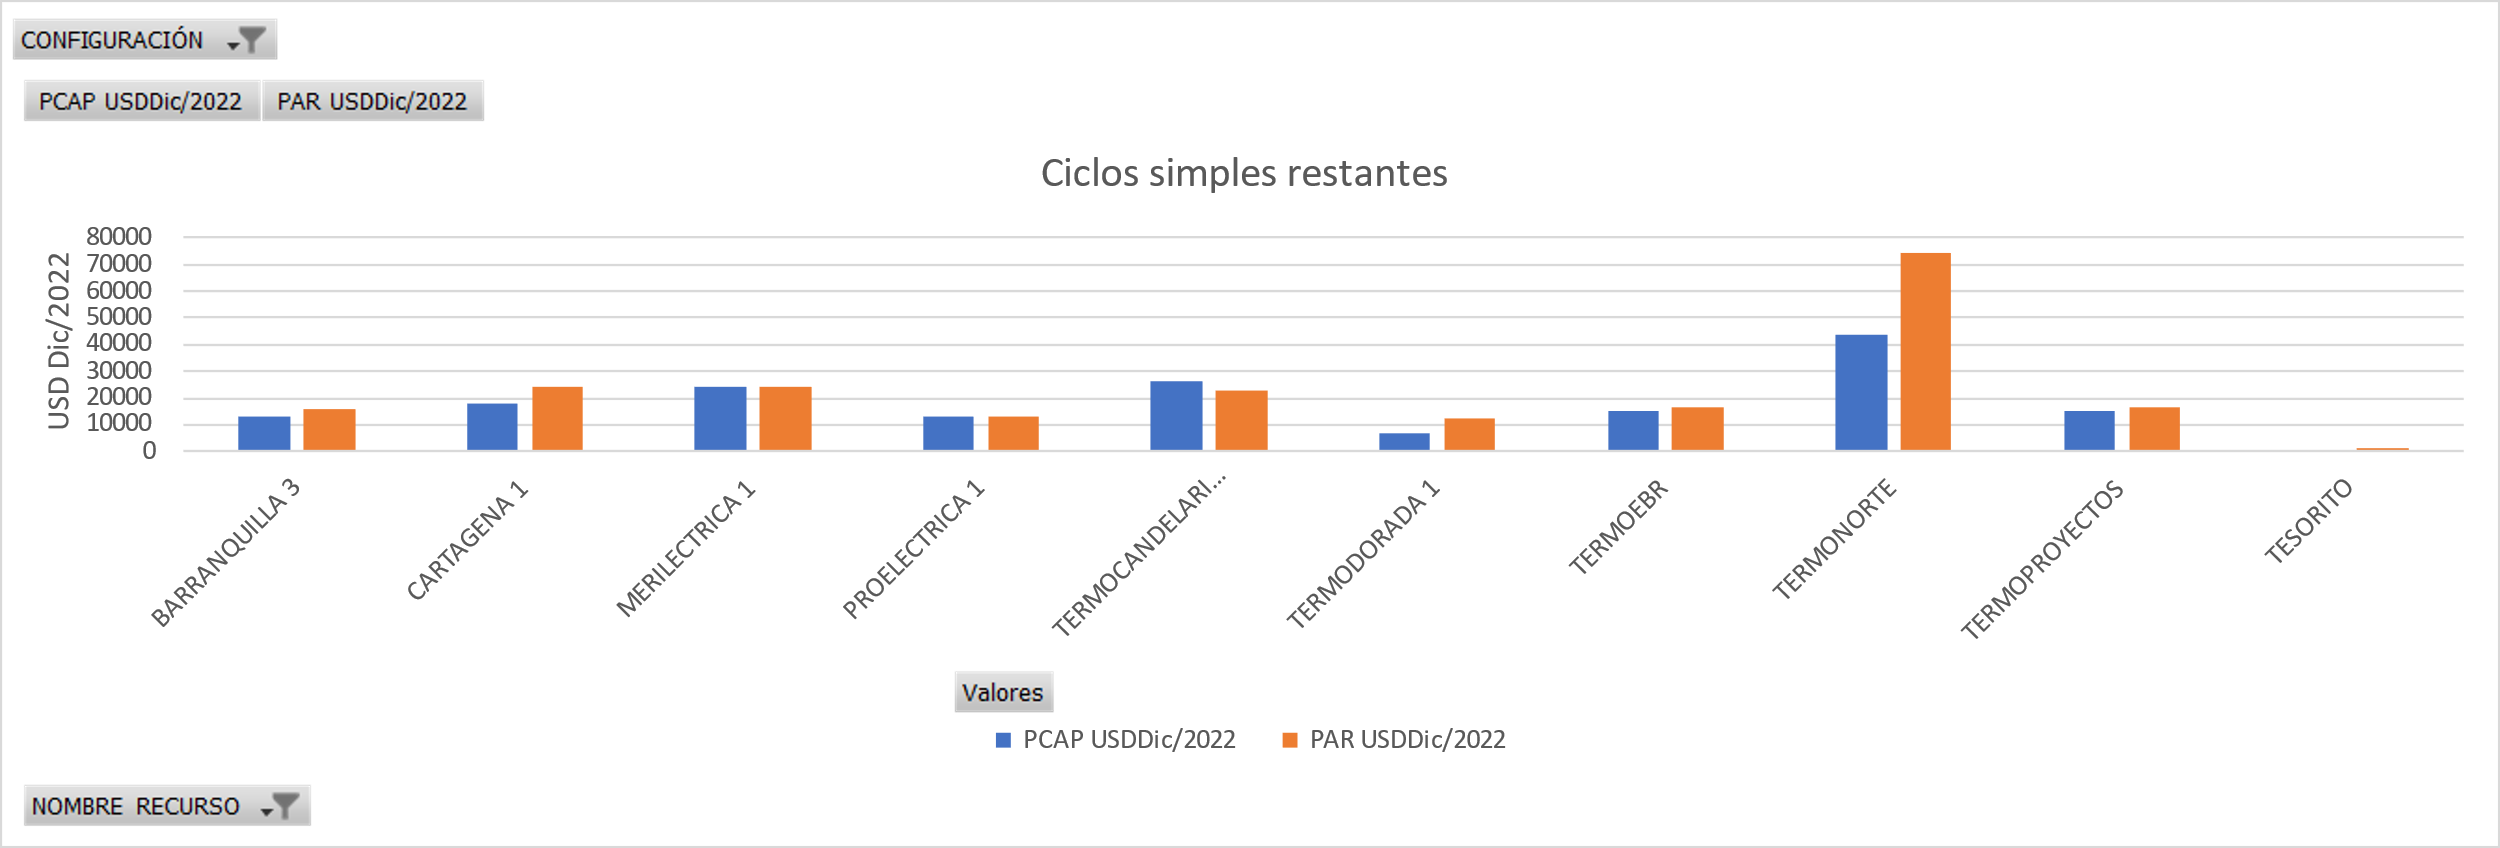 CONFIGURACIÓN
PCAP USDDic/2022 PAR USDDic/2022
Ciclos simples restantes
USD Dic/2022
80000
70000
60000
50000
40000
30000
20000
10000
0
BARRANQUILLA 3
CARTAGENA 1
MERILECTRICA 1
PROELECTRICA 1
TERMOCANDELARI...
TERMODORADA 1
TERMOEBR
TERMONORTE
TERMOPROYECTOS
TESORITO
Valores
PCAP USDDic/2022 PAR USDDic/2022
NOMBRE RECURSO